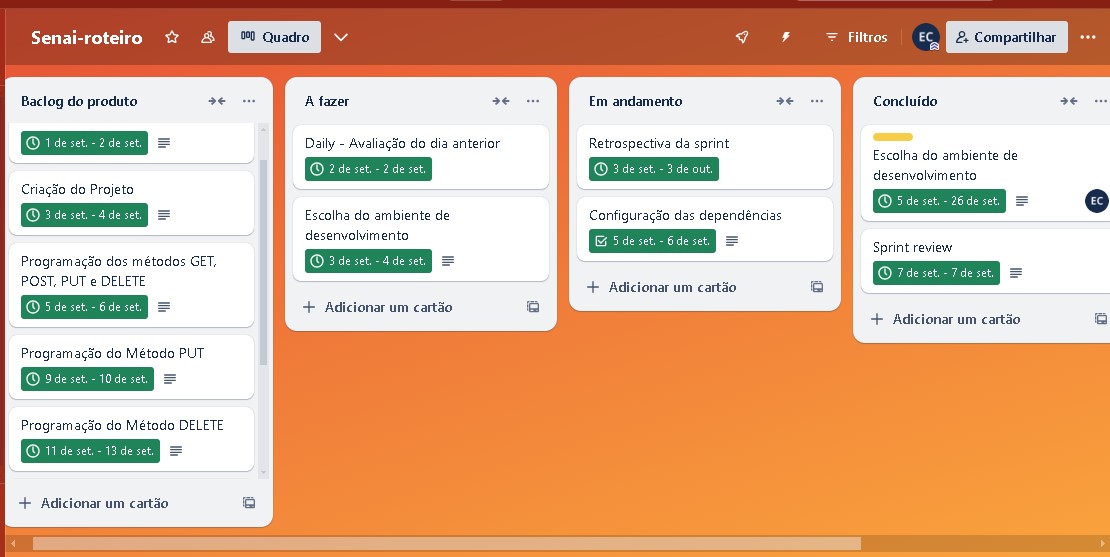 Senai-roteiro
Quadro
Filtros
EC
Compartilhar
Baclog do produto
1 de set. - 2 de set.
Criação do Projeto
3 de set. - 4 de set.
Programação dos métodos GET,
POST, PUT e DELETE
5 de set. - 6 de set.
Programação do Método PUT
9 de set. - 10 de set.
Programação do Método DELETE
11 de set. - 13 de set.
Adicionar um cartão
A fazer
Daily - Avaliação do dia anterior
2 de set. - 2 de set.
Escolha do ambiente de
desenvolvimento
3 de set. - 4 de set.
Adicionar um cartão
Em andamento
Retrospectiva da sprint
3 de set. - 3 de out.
Configuração das dependências
5 de set. - 6 de set.
Adicionar um cartão
Concluído
Escolha do ambiente de
desenvolvimento
5 de set. - 26 de set.
EC
Sprint review
7 de set. - 7 de set.
Adicionar um cartão